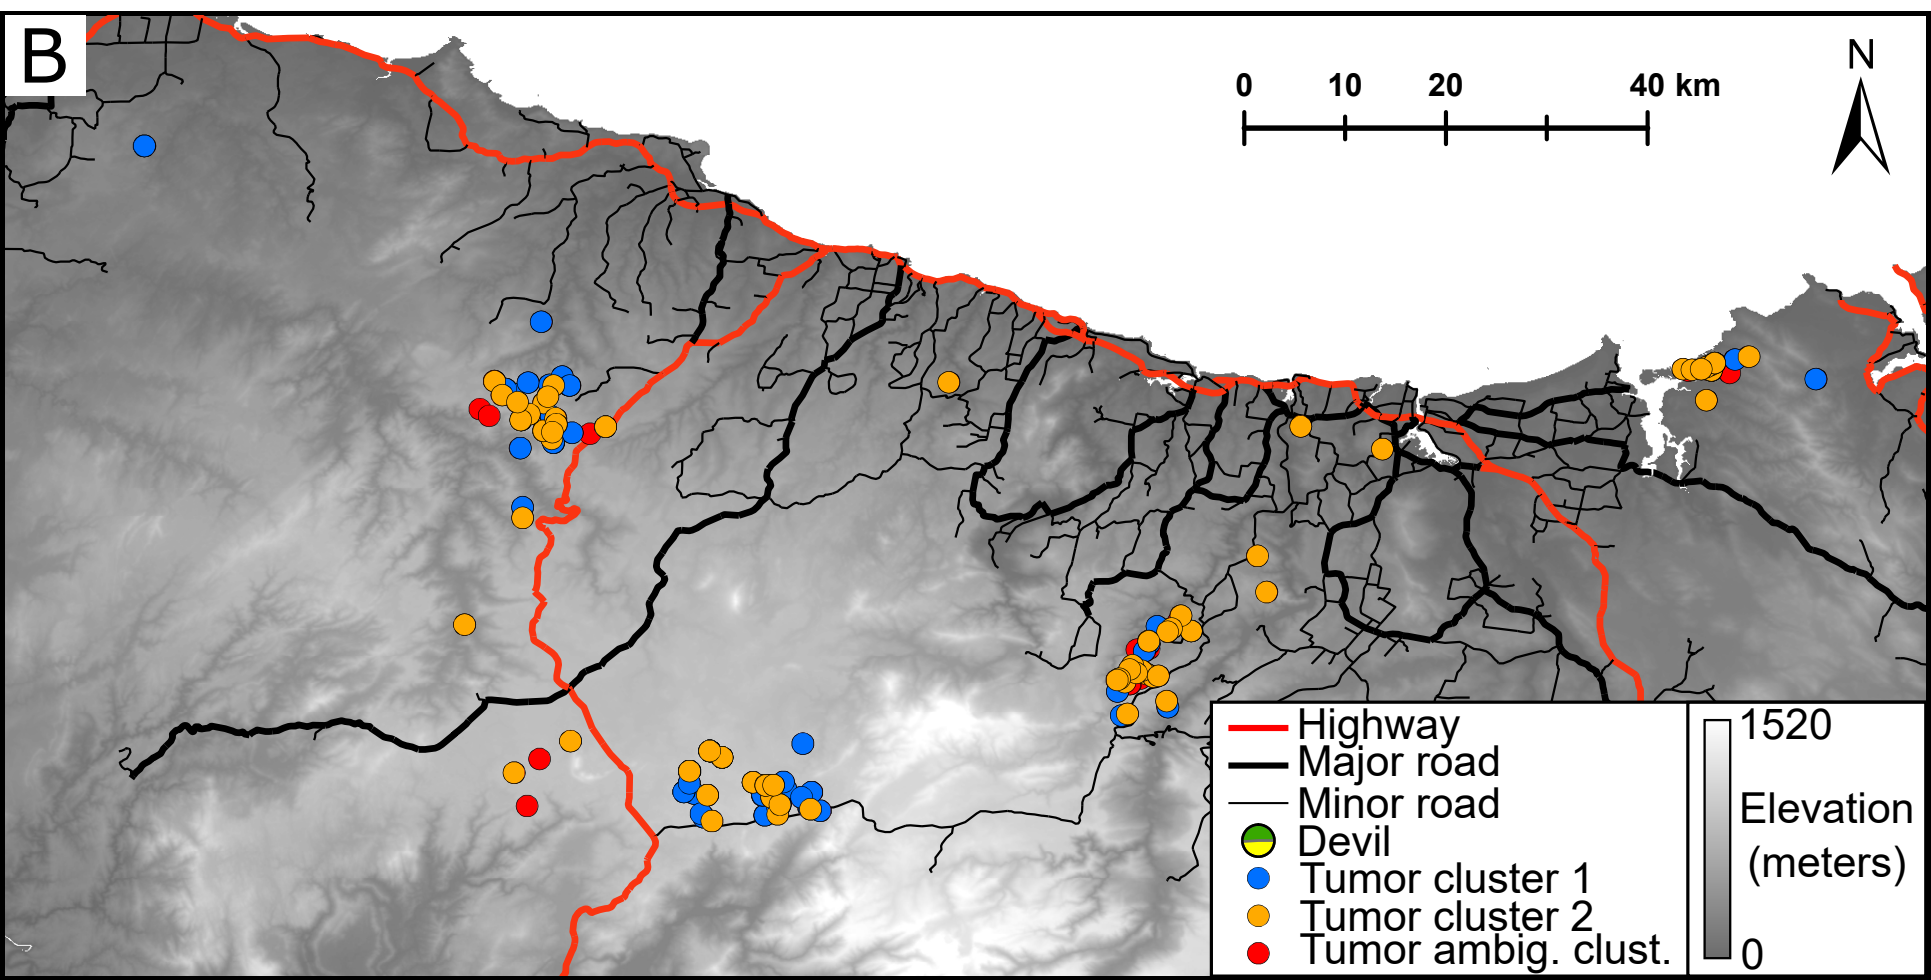 B
N
0 10 20 40 km
Highway
Major road
Minor road
Devil
Tumor cluster 1
Tumor cluster 2
Tumor ambig. clust.
1520
Elevation
(meters)
0